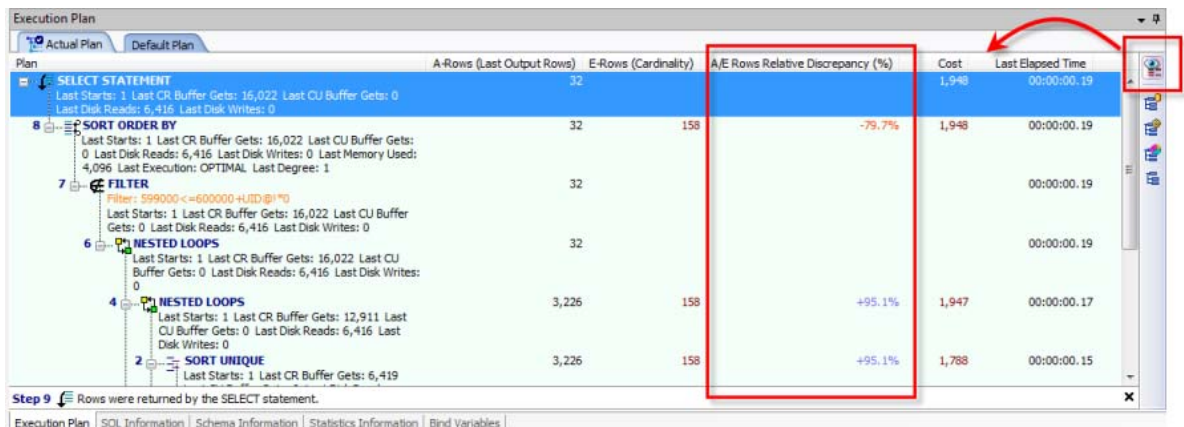 Execution Plan
Actual Plan Default Plan
Plan A-Rows (Last Output Rows) E-Rows (Cardinality) A/E Rows Relative Discrepancy (%) Cost Last Elapsed Time
SELECT STATEMENT 32 1,948 00:00:00.19
Last Starts: 1 Last CR Buffer Gets: 16,022 Last CU Buffer Gets: 0
Last Disk Reads: 6,416 Last Disk Writes: 0
8 SORT ORDER BY 32 158 -79.7% 1,948 00:00:00.19
Last Starts: 1 Last CR Buffer Gets: 16,022 Last CU Buffer Gets:
0 Last Disk Reads: 6,416 Last Disk Writes: 0 Last Memory Used:
4,096 Last Execution: OPTIMAL Last Degree: 1
7 FILTER 32 00:00:00.19
Filter: 599000<=600000+UID@!*0
Last Starts: 1 Last CR Buffer Gets: 16,022 Last CU Buffer
Gets: 0 Last Disk Reads: 6,416 Last Disk Writes: 0
6 NESTED LOOPS 32 00:00:00.19
Last Starts: 1 Last CR Buffer Gets: 16,022 Last CU
Buffer Gets: 0 Last Disk Reads: 6,416 Last Disk Writes:
0
4 NESTED LOOPS 3,226 158 +95.1% 1,947 00:00:00.17
Last Starts: 1 Last CR Buffer Gets: 12,911 Last
CU Buffer Gets: 0 Last Disk Reads: 6,416 Last
Disk Writes: 0
2 SORT UNIQUE 3,226 158 +95.1% 1,788 00:00:00.15
Last Starts: 1 Last CR Buffer Gets: 6,419
Step 9 Rows were returned by the SELECT statement.
Execution Plan SQL Information Schema Information Statistics Information Bind Variables